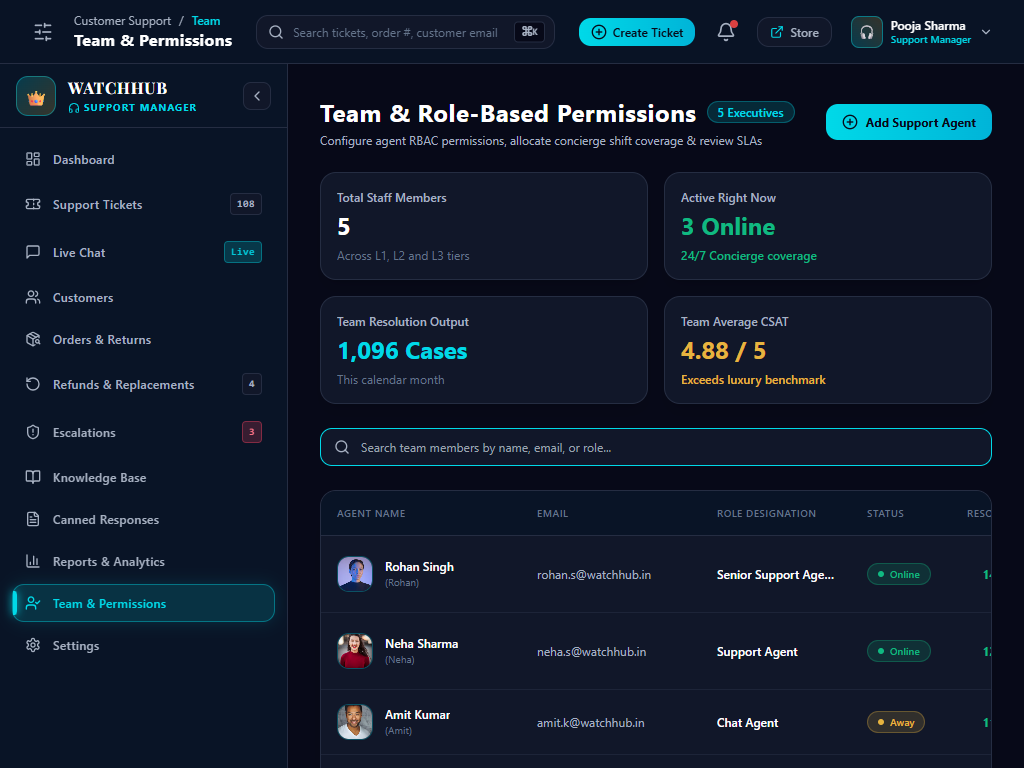 Customer Support / Team
Team & Permissions
Search tickets, order #, customer email
⌘K
Create Ticket
Store
Pooja Sharma
Support Manager
WATCHHUB
SUPPORT MANAGER
Dashboard
Support Tickets 108
Live Chat Live
Customers
Orders & Returns
Refunds & Replacements 4
Escalations 3
Knowledge Base
Canned Responses
Reports & Analytics
Team & Permissions
Settings
Team & Role-Based Permissions 5 Executives
Configure agent RBAC permissions, allocate concierge shift coverage & review SLAs
Add Support Agent
Total Staff Members
5
Across L1, L2 and L3 tiers
Active Right Now
3 Online
24/7 Concierge coverage
Team Resolution Output
1,096 Cases
This calendar month
Team Average CSAT
4.88 / 5
Exceeds luxury benchmark
Search team members by name, email, or role...
AGENT NAME EMAIL ROLE DESIGNATION STATUS
Rohan Singh
(Rohan)
rohan.s@watchhub.in
Senior Support Age...
Online
Neha Sharma
(Neha)
neha.s@watchhub.in
Support Agent
Online
Amit Kumar
(Amit)
amit.k@watchhub.in
Chat Agent
Away